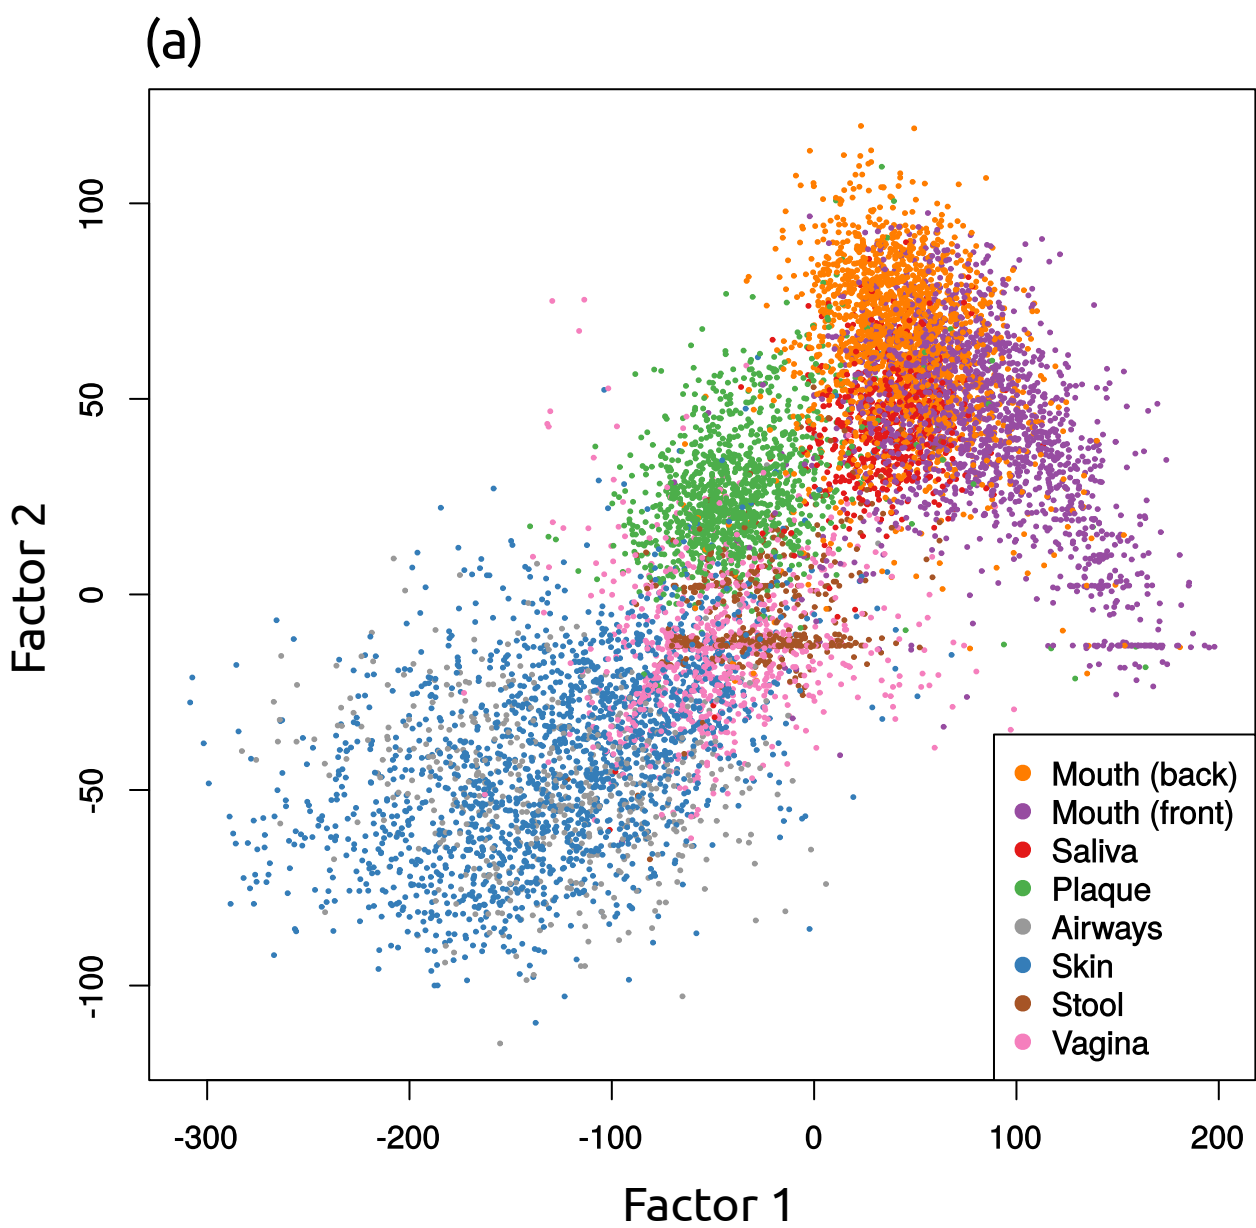 (a)
Factor 2
100
50
0
-50
-100
Mouth (back)
Mouth (front)
Saliva
Plaque
Airways
Skin
Stool
Vagina
-300 -200 -100 0 100 200
Factor 1